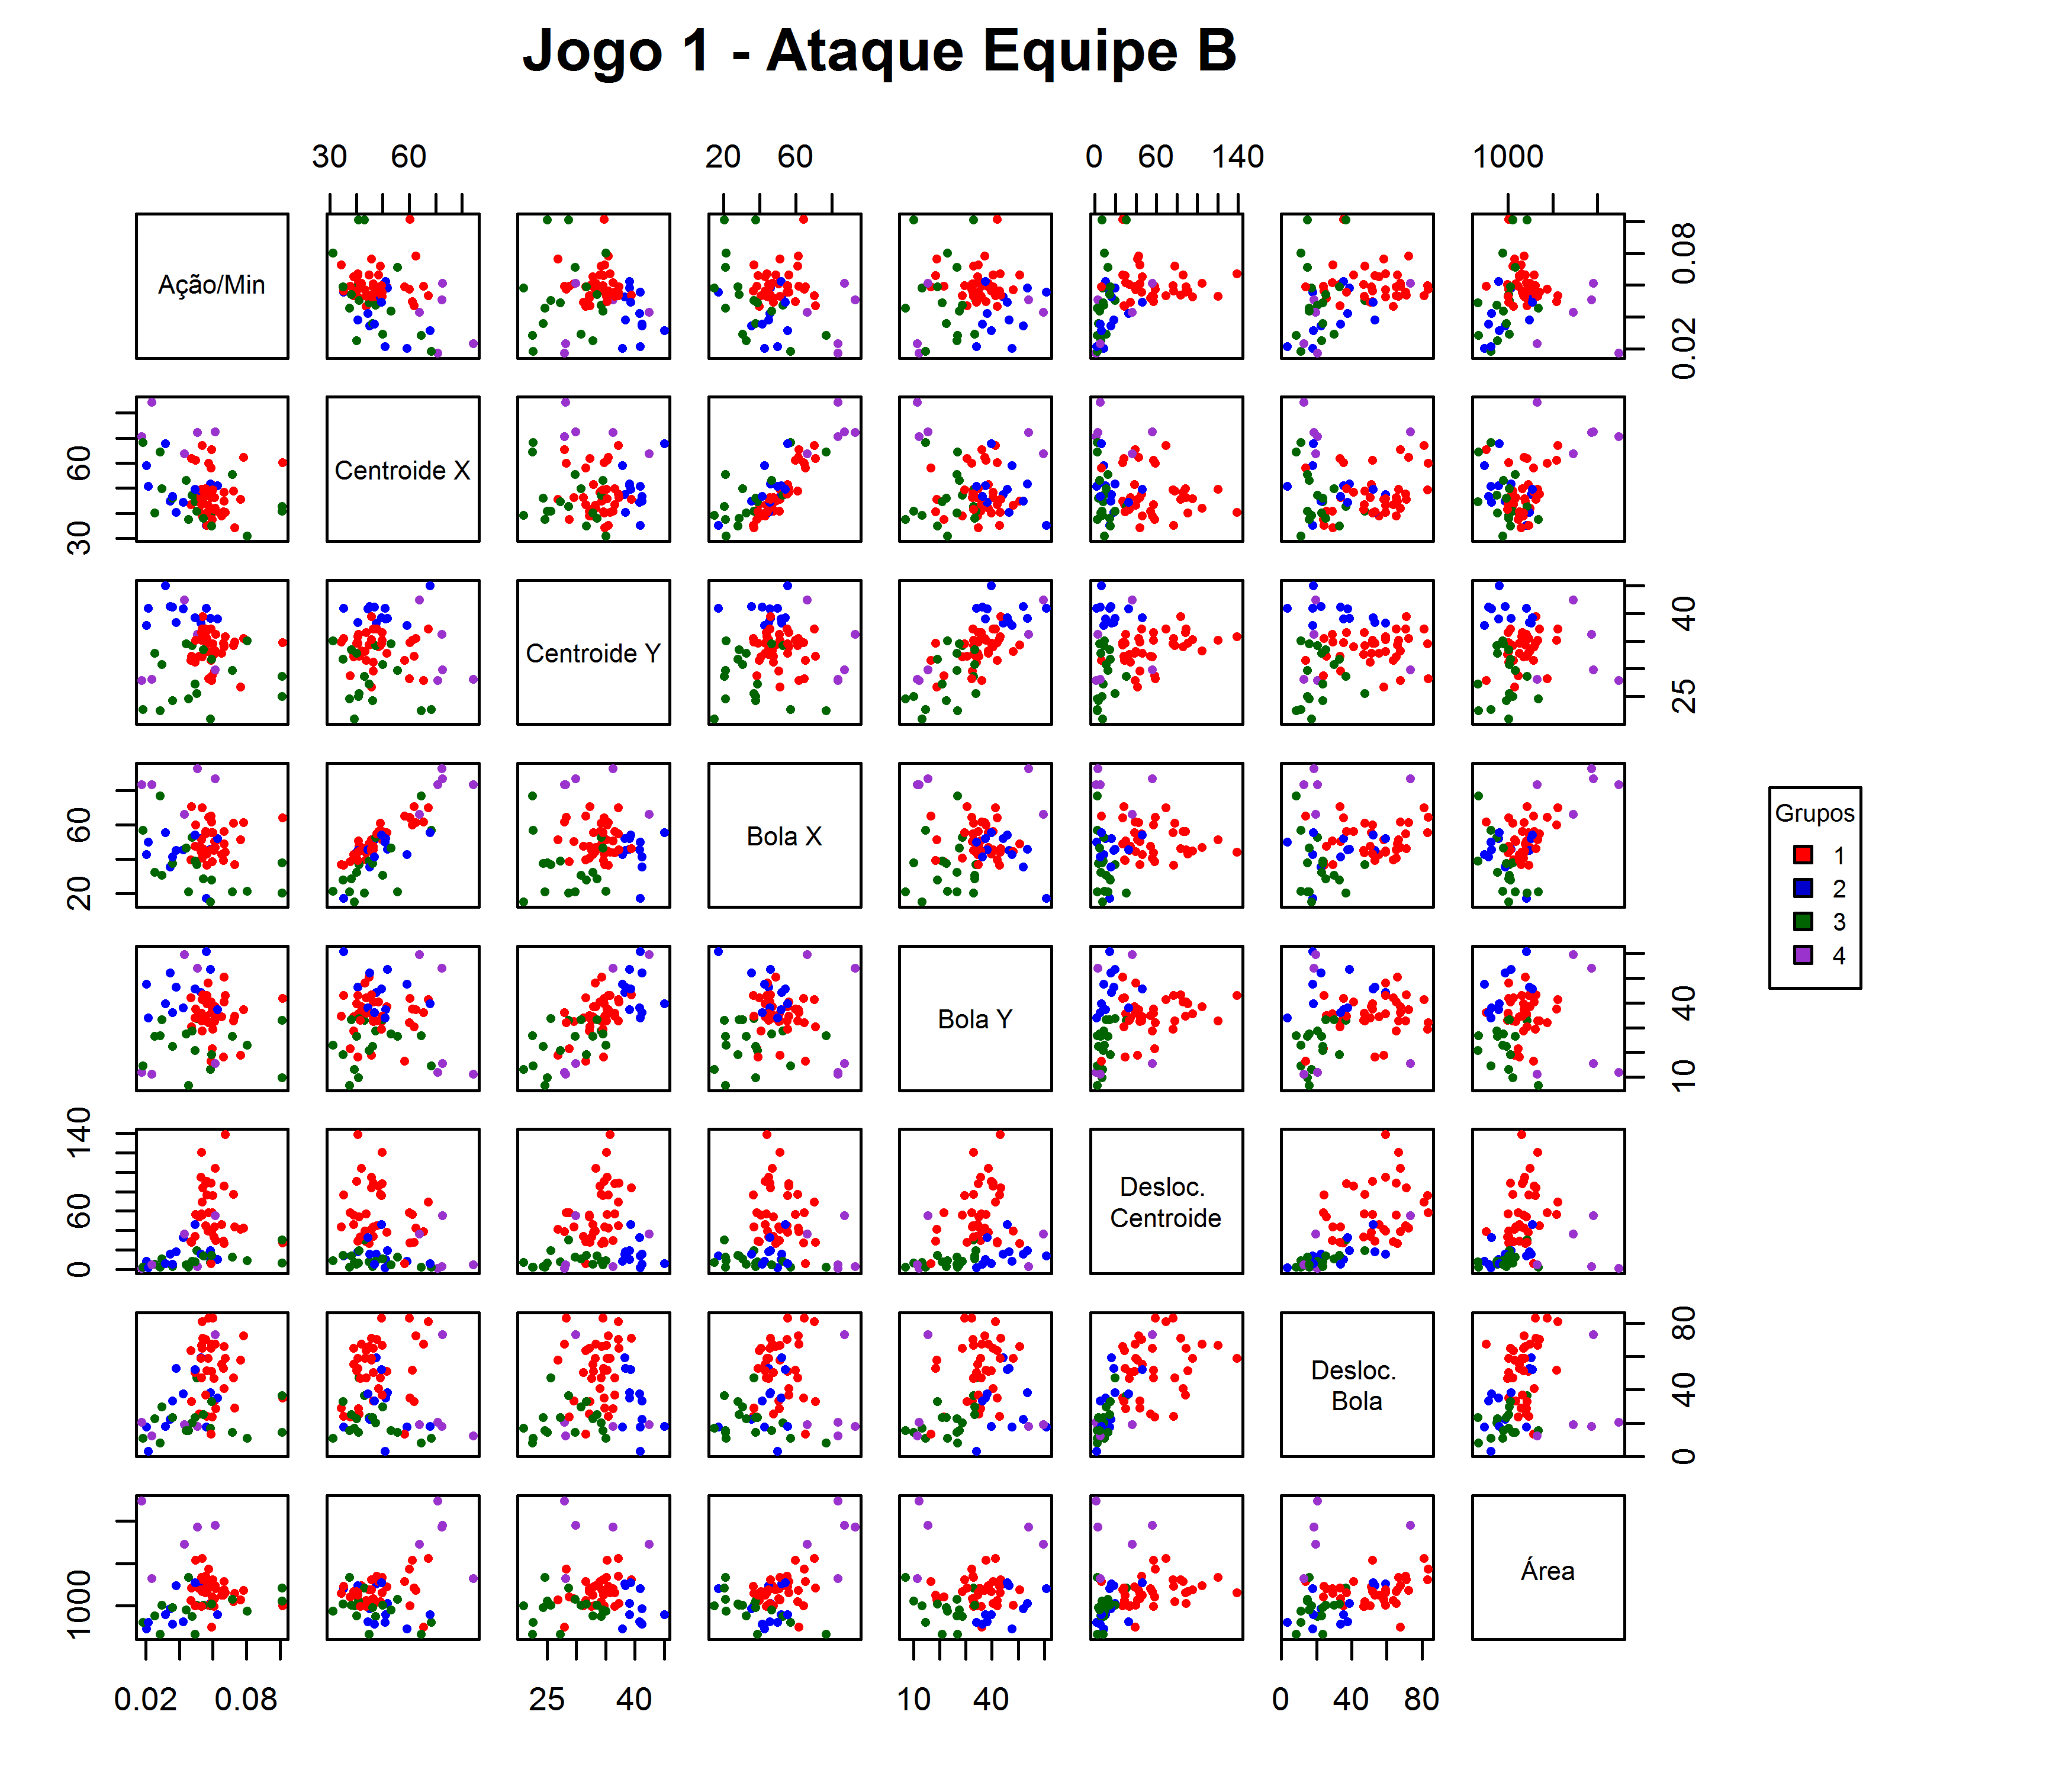 Jogo 1 - Ataque Equipe B
30 60 20 60 0 60 140 1000
Ação/Min
0.02 0.08
30 60
Centroide X
Centroide Y
25 40
20 60
Bola X
Grupos
1
2
3
4
Bola Y
10 40
0 60 140
Desloc.
Centroide
Desloc.
Bola
0 40 80
1000
Área
0.02 0.08 25 40 10 40 0 40 80